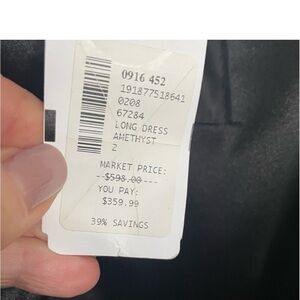 0916 452
191877518641
0208
67284
LONG DRESS
AMETHYST
2
MARKET PRICE:
$598.00
YOU PAY:
$359.99
39% SAVINGS